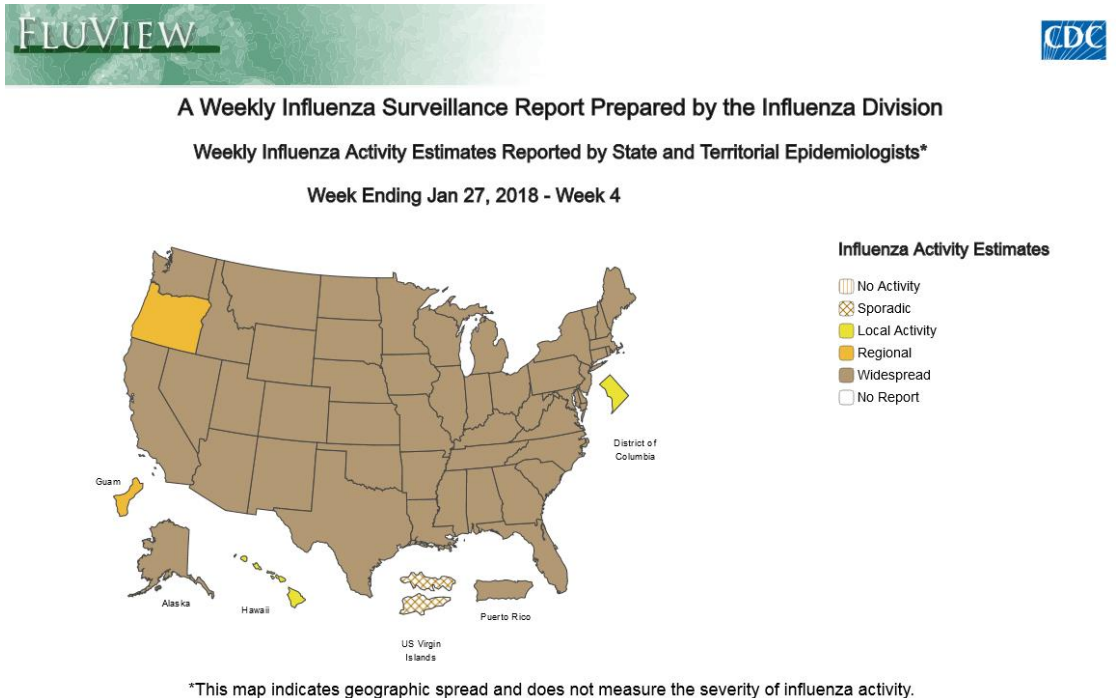 FLUVIEW
CDC
A Weekly Influenza Surveillance Report Prepared by the Influenza Division
Weekly Influenza Activity Estimates Reported by State and Territorial Epidemiologists*
Week Ending Jan 27, 2018 - Week 4
Influenza Activity Estimates
No Activity
Sporadic
Local Activity
Regional
Widespread
No Report
District of
Columbia
Guam
Alaska
Hawaii
US Virgin
Islands
Puerto Rico
*This map indicates geographic spread and does not measure the severity of influenza activity.